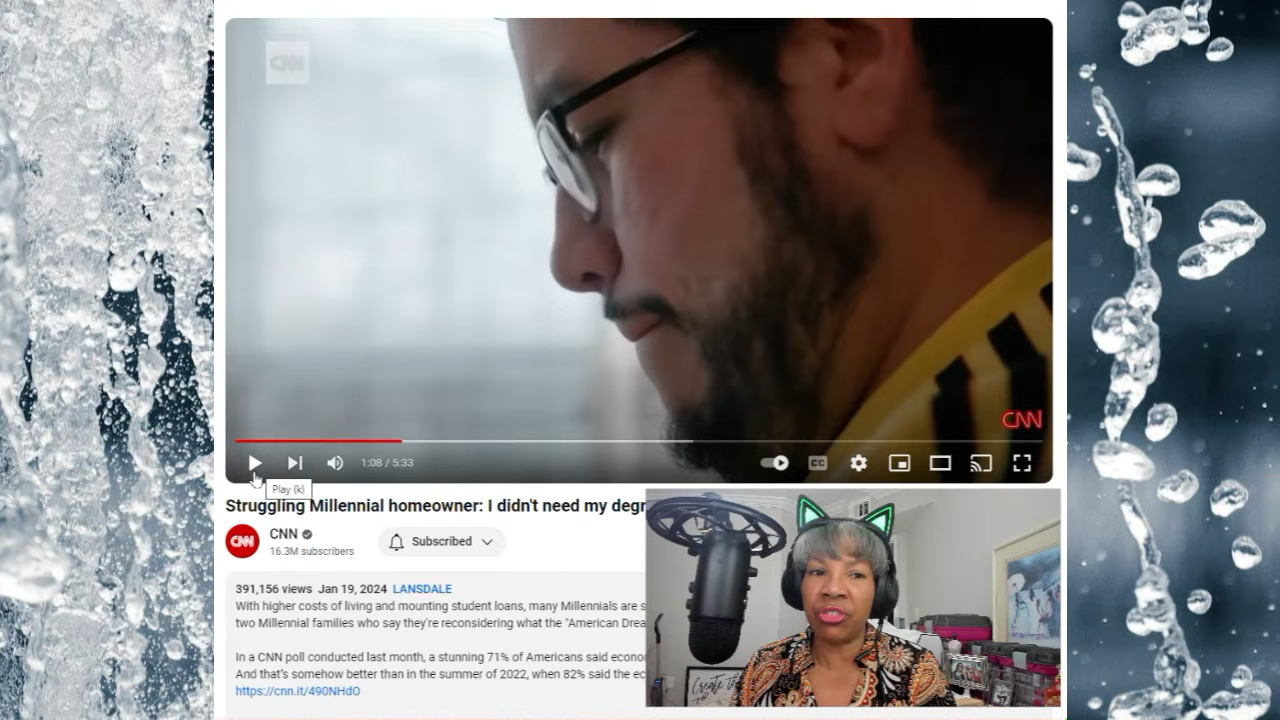 CNN
CNN
1:08 / 5:33
CC
Play (k)
Struggling Millennial homeowner: I didn't need my degr
CNN
CNN
16.3M subscribers
Subscribed
391,156 views Jan 19, 2024 LANSDALE
With higher costs of living and mounting student loans, many Millennials are s
two Millennial families who say they're reconsidering what the "American Drea
In a CNN poll conducted last month, a stunning 71% of Americans said econo
And that's somehow better than in the summer of 2022, when 82% said the ec
https://cnn.it/490NHdO
Create th